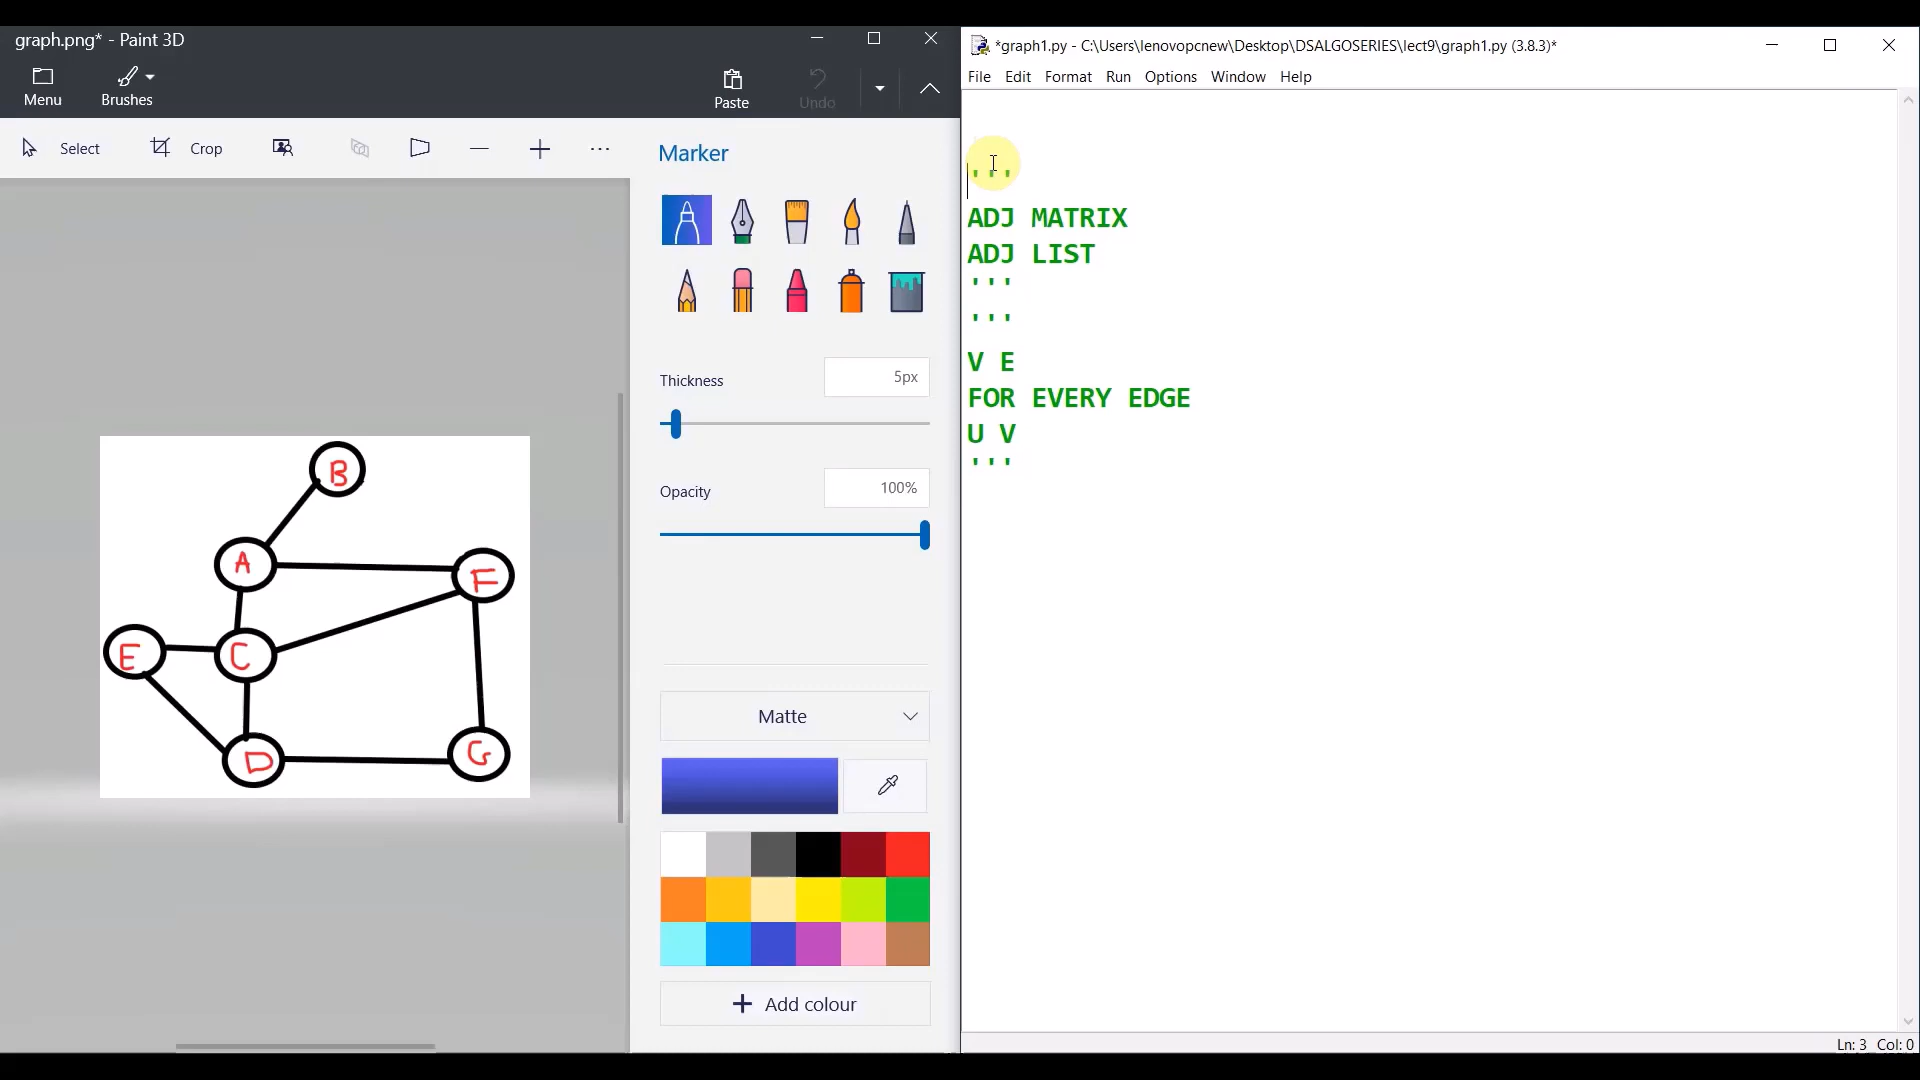 graph.png* - Paint 3D
Menu
Brushes
Paste
Undo
Select
Crop
Marker
Thickness
5px
Opacity
100%
Matte
Add colour
B
A
F
E
C
D
G
*graph1.py - C:\Users\lenovopcnew\Desktop\DSALGOSERIES\lect9\graph1.py (3.8.3)*
File Edit Format Run Options Window Help
'''
ADJ MATRIX
ADJ LIST
'''
'''
V E
FOR EVERY EDGE
U V
'''
Ln: 3 Col: 0